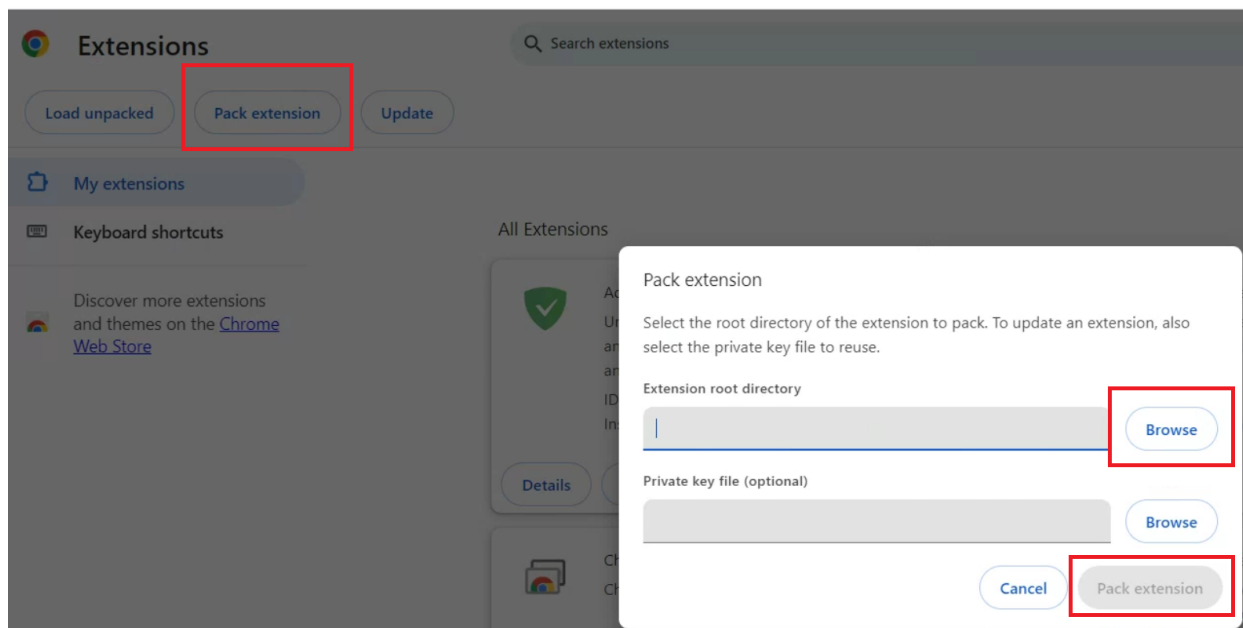 Extensions
Search extensions
Load unpacked
Pack extension
Update
My extensions
Keyboard shortcuts
Discover more extensions
and themes on the Chrome
Web Store
All Extensions
Details
Pack extension
Select the root directory of the extension to pack. To update an extension, also
select the private key file to reuse.
Extension root directory
Browse
Private key file (optional)
Browse
Cancel
Pack extension